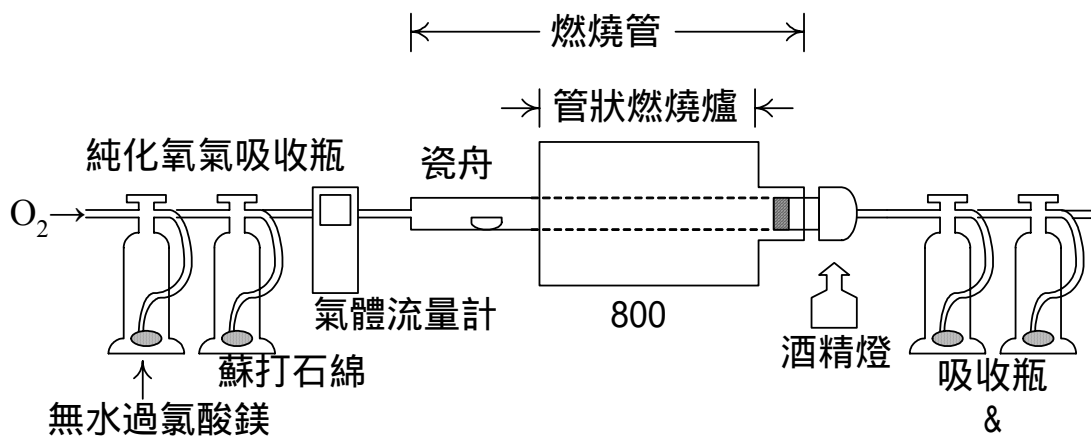 燃燒管
管狀燃燒爐
純化氧氣吸收瓶
瓷舟
O₂
氣體流量計
800
酒精燈
蘇打石綿
吸收瓶
&
無水過氯酸鎂